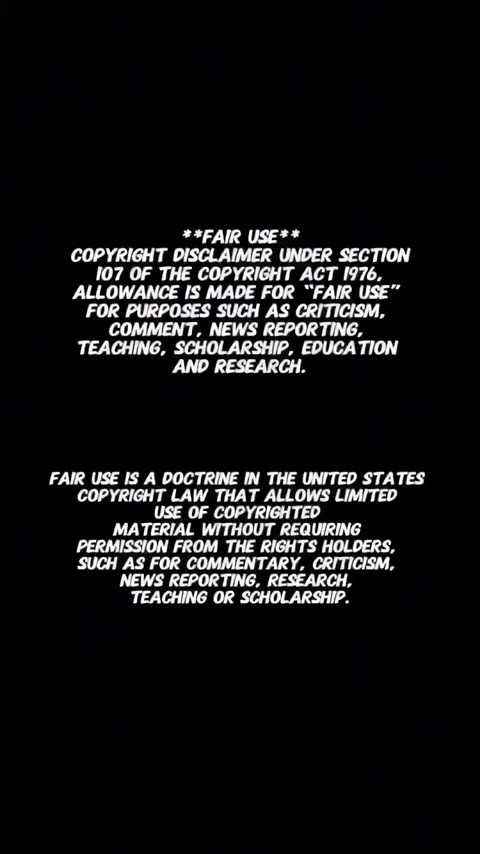 **FAIR USE**
COPYRIGHT DISCLAIMER UNDER SECTION
107 OF THE COPYRIGHT ACT 1976,
ALLOWANCE IS MADE FOR “FAIR USE”
FOR PURPOSES SUCH AS CRITICISM,
COMMENT, NEWS REPORTING,
TEACHING, SCHOLARSHIP, EDUCATION
AND RESEARCH.
FAIR USE IS A DOCTRINE IN THE UNITED STATES
COPYRIGHT LAW THAT ALLOWS LIMITED
USE OF COPYRIGHTED
MATERIAL WITHOUT REQUIRING
PERMISSION FROM THE RIGHTS HOLDERS,
SUCH AS FOR COMMENTARY, CRITICISM,
NEWS REPORTING, RESEARCH,
TEACHING OR SCHOLARSHIP.